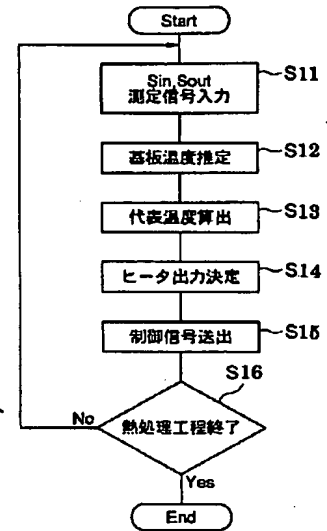 Start
Sin,Sout
測定信号入力
S11
基板温度推定
S12
代表温度算出
S13
ヒータ出力決定
S14
制御信号送出
S15
S16
熱処理工程終了
No
Yes
End